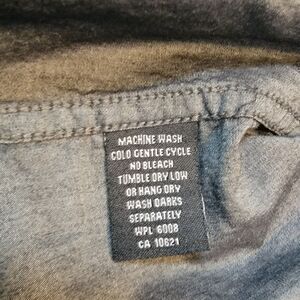 MACHINE WASH
COLD GENTLE CYCLE
NO BLEACH
TUMBLE DRY LOW
OR HANG DRY
WASH DARKS
SEPARATELY
WPL 6008
CA 10621